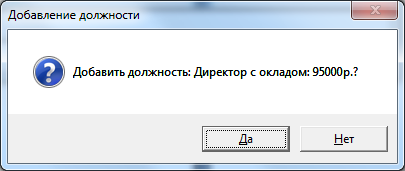 Добавление должности
Добавить должность: Директор с окладом: 95000р.?
Да
Нет